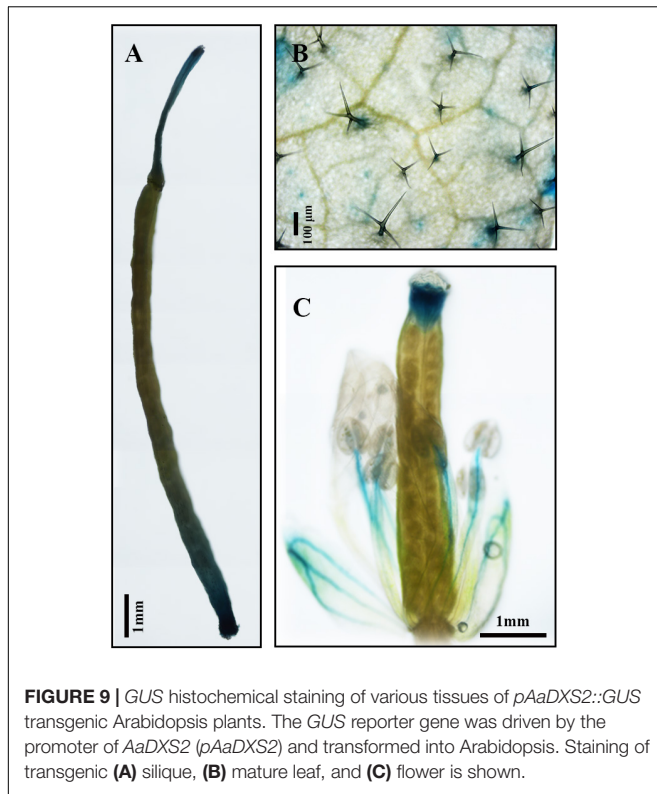 A
B
100 µm
C
1mm
1mm
FIGURE 9 | GUS histochemical staining of various tissues of pAaDXS2::GUS
transgenic Arabidopsis plants. The GUS reporter gene was driven by the
promoter of AaDXS2 (pAaDXS2) and transformed into Arabidopsis. Staining of
transgenic (A) silique, (B) mature leaf, and (C) flower is shown.